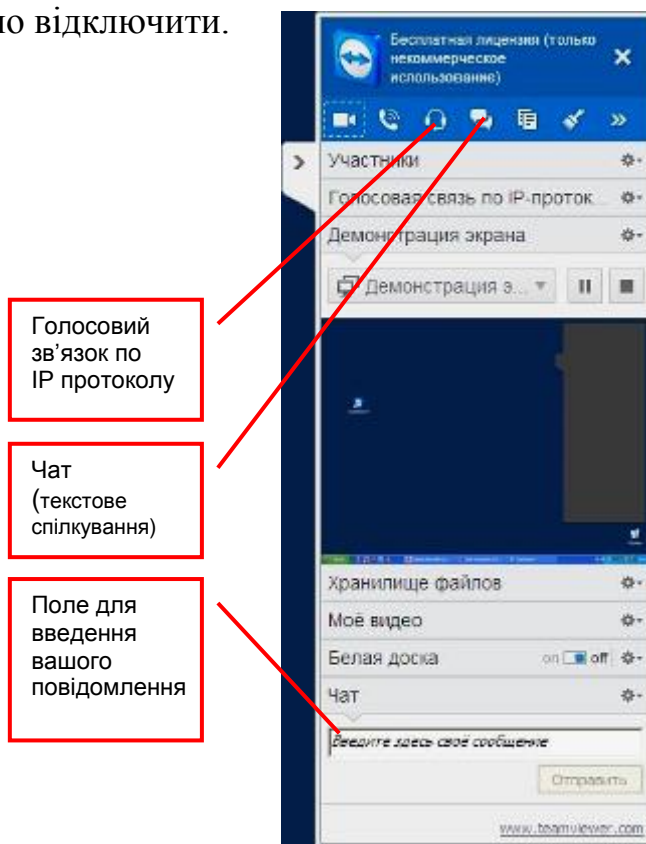 но відключити.
Бесплатная лицензия (только
некоммерческое
использование)
Участники
Голосовая связь по IP-проток...
Демонстрация экрана
Демонстрация э...
Голосовий
зв’язок по
IP протоколу
Чат
(текстове
спілкування)
Поле для
введення
вашого
повідомлення
Хранилище файлов
Моё видео
Белая доска on off
Чат
Введите здесь своё сообщение
Отправить
www.teamviewer.com